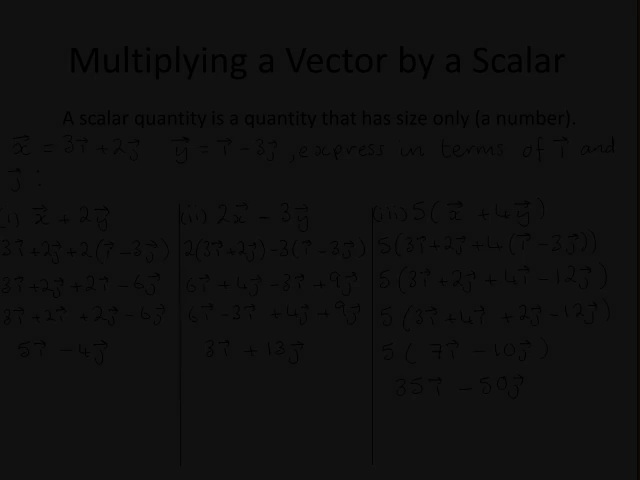 Multiplying a Vector by a Scalar
A scalar quantity is a quantity that has size only (a number).
x⃗ = 3i⃗ + 2j⃗ y⃗ = i⃗ - 3j⃗, express in terms of i⃗ and
j⃗ :
(i) x⃗ + 2y⃗
3i⃗ + 2j⃗ + 2(i⃗ - 3j⃗)
3i⃗ + 2j⃗ + 2i⃗ - 6j⃗
3i⃗ + 2i⃗ + 2j⃗ - 6j⃗
5i⃗ - 4j⃗
(ii) 2x⃗ - 3y⃗
2(3i⃗ + 2j⃗) - 3(i⃗ - 3j⃗)
6i⃗ + 4j⃗ - 3i⃗ + 9j⃗
6i⃗ - 3i⃗ + 4j⃗ + 9j⃗
3i⃗ + 13j⃗
(iii) 5(x⃗ + 4y⃗)
5(3i⃗ + 2j⃗ + 4(i⃗ - 3j⃗))
5(3i⃗ + 2j⃗ + 4i⃗ - 12j⃗)
5(3i⃗ + 4i⃗ + 2j⃗ - 12j⃗)
5(7i⃗ - 10j⃗)
35i⃗ - 50j⃗